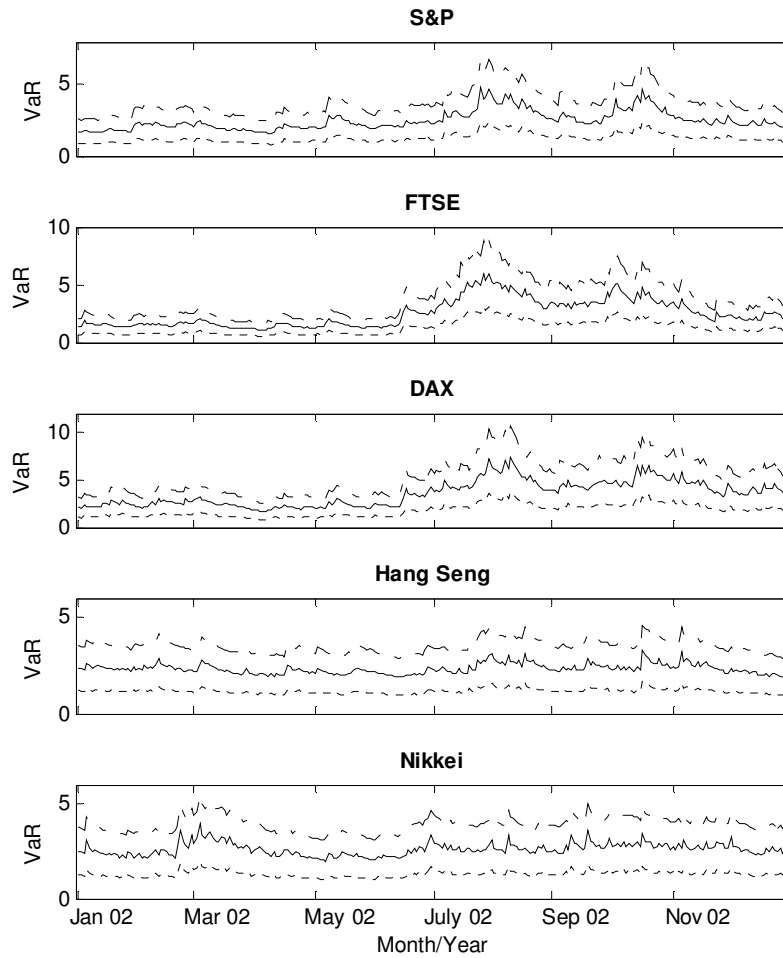 S&P
5
0
VaR
FTSE
10
5
0
VaR
DAX
10
5
0
VaR
Hang Seng
5
0
VaR
Nikkei
5
0
VaR
Jan 02 Mar 02 May 02 July 02 Sep 02 Nov 02
Month/Year